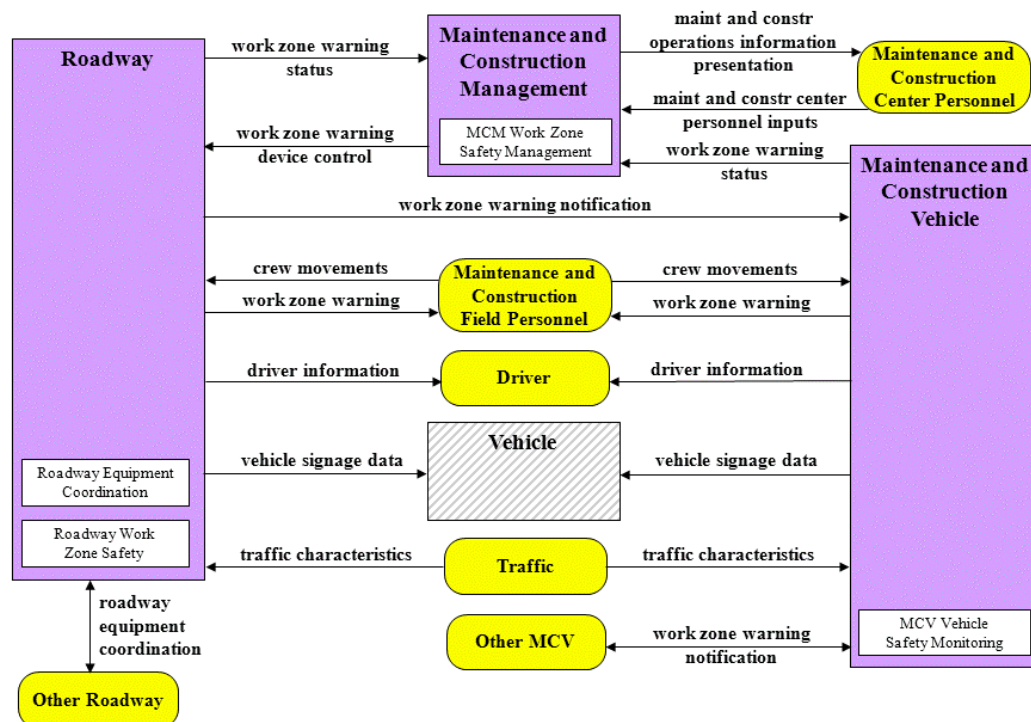 Roadway
work zone warning
status
work zone warning
device control
Maintenance and
Construction
Management
MCM Work Zone
Safety Management
maint and constr
operations information
presentation
maint and constr center
personnel inputs
work zone warning
status
Maintenance and
Construction
Center Personnel
Maintenance and
Construction
Vehicle
work zone warning notification
crew movements
work zone warning
Maintenance and
Construction
Field Personnel
crew movements
work zone warning
driver information
Driver
driver information
Roadway Equipment
Coordination
Roadway Work
Zone Safety
vehicle signage data
Vehicle
vehicle signage data
traffic characteristics
Traffic
traffic characteristics
roadway
equipment
coordination
Other MCV
work zone warning
notification
MCV Vehicle
Safety Monitoring
Other Roadway